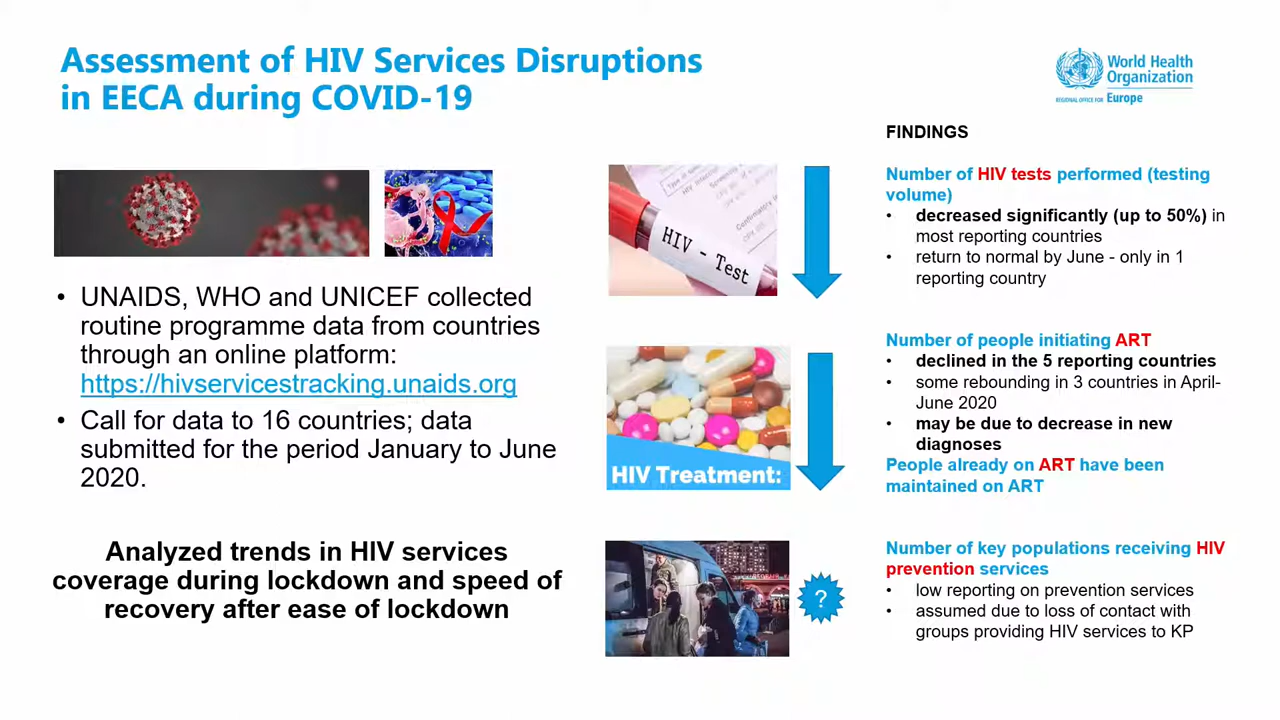 Assessment of HIV Services Disruptions
in EECA during COVID-19
World Health
Organization
REGIONAL OFFICE FOR Europe
• UNAIDS, WHO and UNICEF collected
routine programme data from countries
through an online platform:
https://hivservicestracking.unaids.org
• Call for data to 16 countries; data
submitted for the period January to June
2020.
Analyzed trends in HIV services
coverage during lockdown and speed of
recovery after ease of lockdown
HIV - Test
HIV Treatment:
?
FINDINGS
Number of HIV tests performed (testing
volume)
• decreased significantly (up to 50%) in
most reporting countries
• return to normal by June - only in 1
reporting country
Number of people initiating ART
• declined in the 5 reporting countries
• some rebounding in 3 countries in April-
June 2020
• may be due to decrease in new
diagnoses
People already on ART have been
maintained on ART
Number of key populations receiving HIV
prevention services
• low reporting on prevention services
• assumed due to loss of contact with
groups providing HIV services to KP